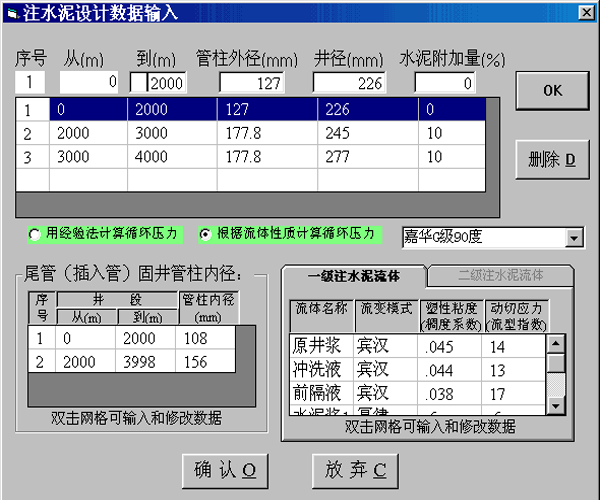 注水泥设计数据输入
序号 从(m) 到(m) 管柱外径(mm) 井径(mm) 水泥附加量(%)
1 0 2000 127 226 0
OK
1 0 2000 127 226 0
2 2000 3000 177.8 245 10
3 3000 4000 177.8 277 10
删除 D
用经验法计算循环压力 根据流体性质计算循环压力 嘉华G级90度
尾管（插入管）固井管柱内径：
序号 井 段 管柱内径(mm)
从(m) 到(m)
1 0 2000 108
2 2000 3998 156
双击网格可输入和修改数据
一级注水泥流体 二级注水泥流体
流体名称 流变模式 塑性粘度(稠度系数) 动切应力(流型指数)
原井浆 宾汉 .045 14
冲洗液 宾汉 .044 13
前隔液 宾汉 .038 17
双击网格可输入和修改数据
确 认 O 放 弃 C